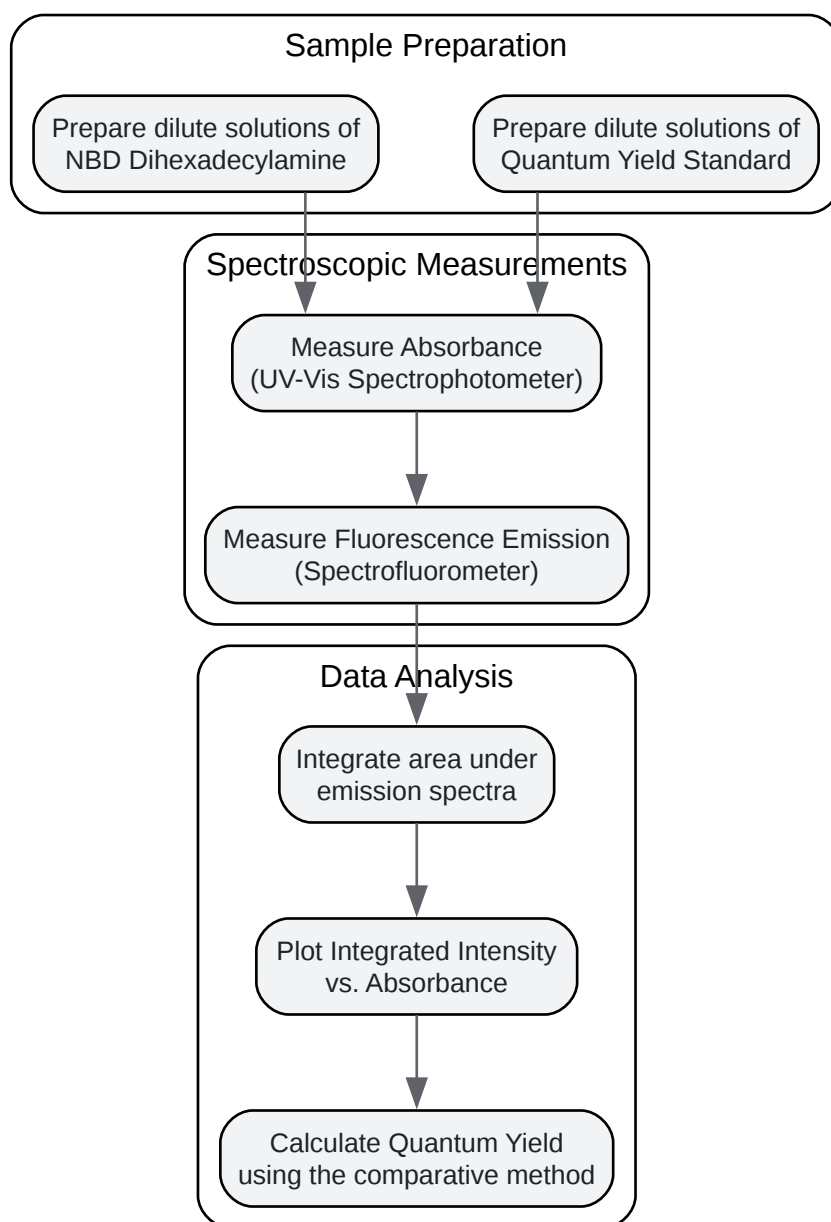 Sample Preparation
Prepare dilute solutions of
NBD Dihexadecylamine
Prepare dilute solutions of
Quantum Yield Standard
Spectroscopic Measurements
Measure Absorbance
(UV-Vis Spectrophotometer)
Measure Fluorescence Emission
(Spectrofluorometer)
Data Analysis
Integrate area under
emission spectra
Plot Integrated Intensity
vs. Absorbance
Calculate Quantum Yield
using the comparative method